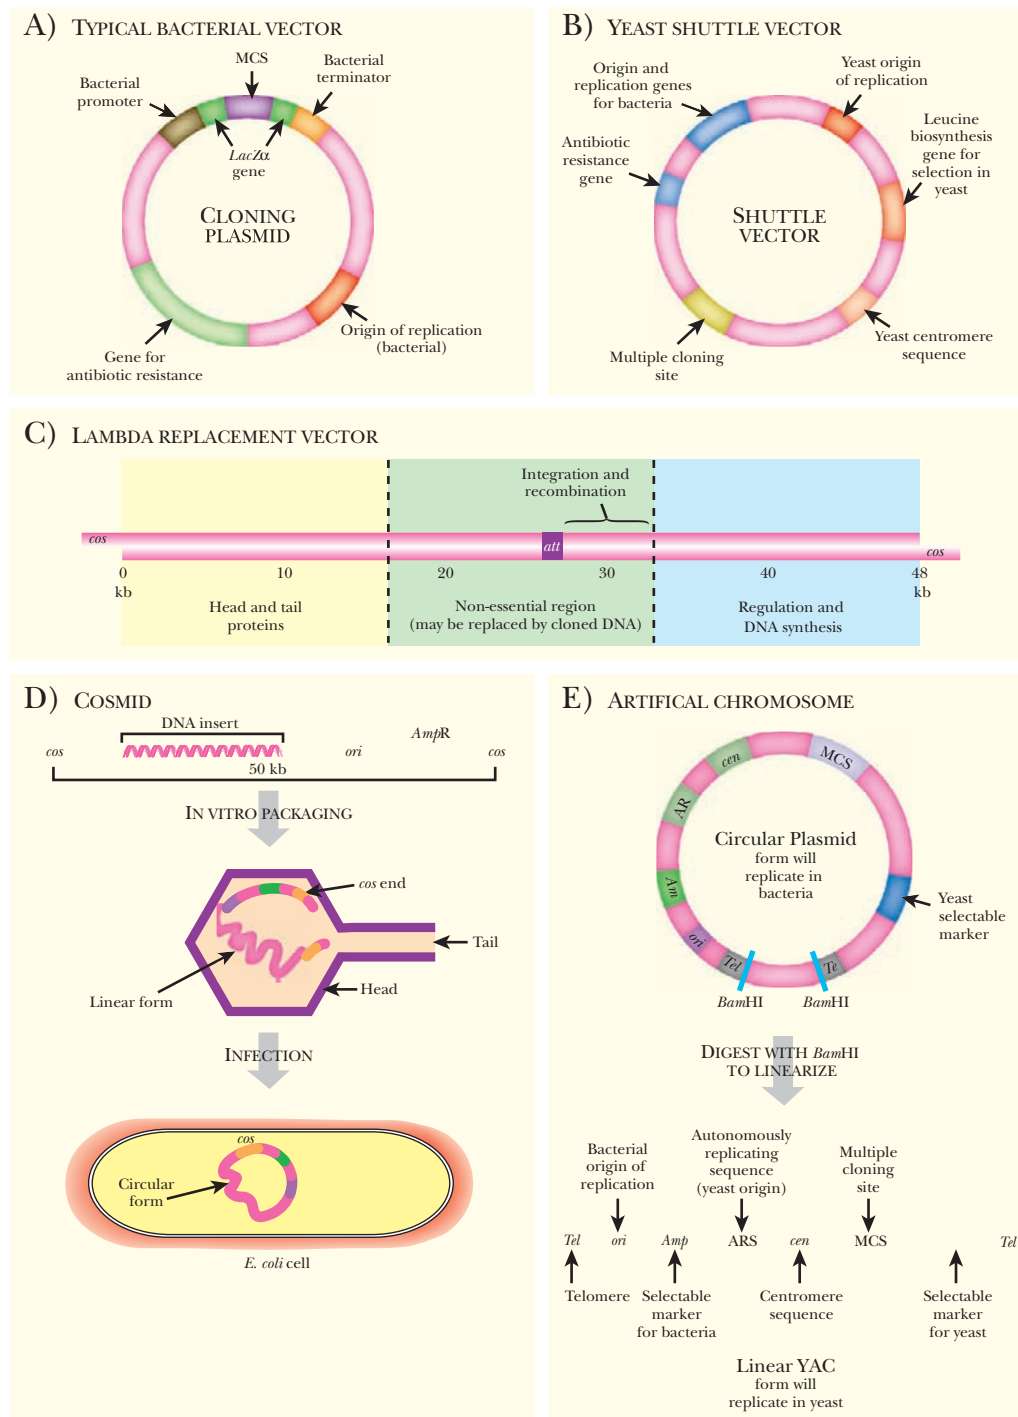 A) TYPICAL BACTERIAL VECTOR
MCS
Bacterial
terminator
Bacterial
promoter
LacZα
gene
CLONING
PLASMID
Origin of replication
(bacterial)
Gene for
antibiotic resistance
B) YEAST SHUTTLE VECTOR
Origin and
replication genes
for bacteria
Yeast origin
of replication
Antibiotic
resistance
gene
Leucine
biosynthesis
gene for
selection in
yeast
SHUTTLE
VECTOR
Yeast centromere
sequence
Multiple cloning
site
C) LAMBDA REPLACEMENT VECTOR
Integration and
recombination
cos
att
cos
0
kb
10
20
30
40
48
kb
Head and tail
proteins
Non-essential region
(may be replaced by cloned DNA)
Regulation and
DNA synthesis
D) COSMID
DNA insert
AmpR
cos
ori
cos
50 kb
IN VITRO PACKAGING
cos end
Tail
Head
Linear form
INFECTION
cos
Circular
form
E. coli cell
E) ARTIFICAL CHROMOSOME
cen
MCS
AR
Am
ori
Tel
Te
Circular Plasmid
form will
replicate in
bacteria
Yeast
selectable
marker
BamHI
BamHI
DIGEST WITH BamHI
TO LINEARIZE
Bacterial
origin of
replication
Autonomously
replicating
sequence
(yeast origin)
Multiple
cloning
site
Tel ori Amp ARS cen MCS Tel
Telomere
Selectable
marker
for bacteria
Centromere
sequence
Selectable
marker
for yeast
Linear YAC
form will
replicate in yeast